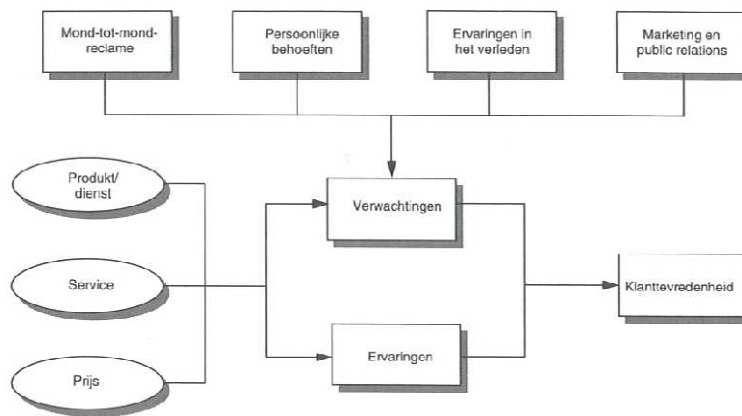 Mond-tot-mond-
reclame
Persoonlijke
behoeften
Ervaringen in
het verleden
Marketing en
public relations
Produkt/
dienst
Verwachtingen
Service
Klanttevredenheid
Ervaringen
Prijs